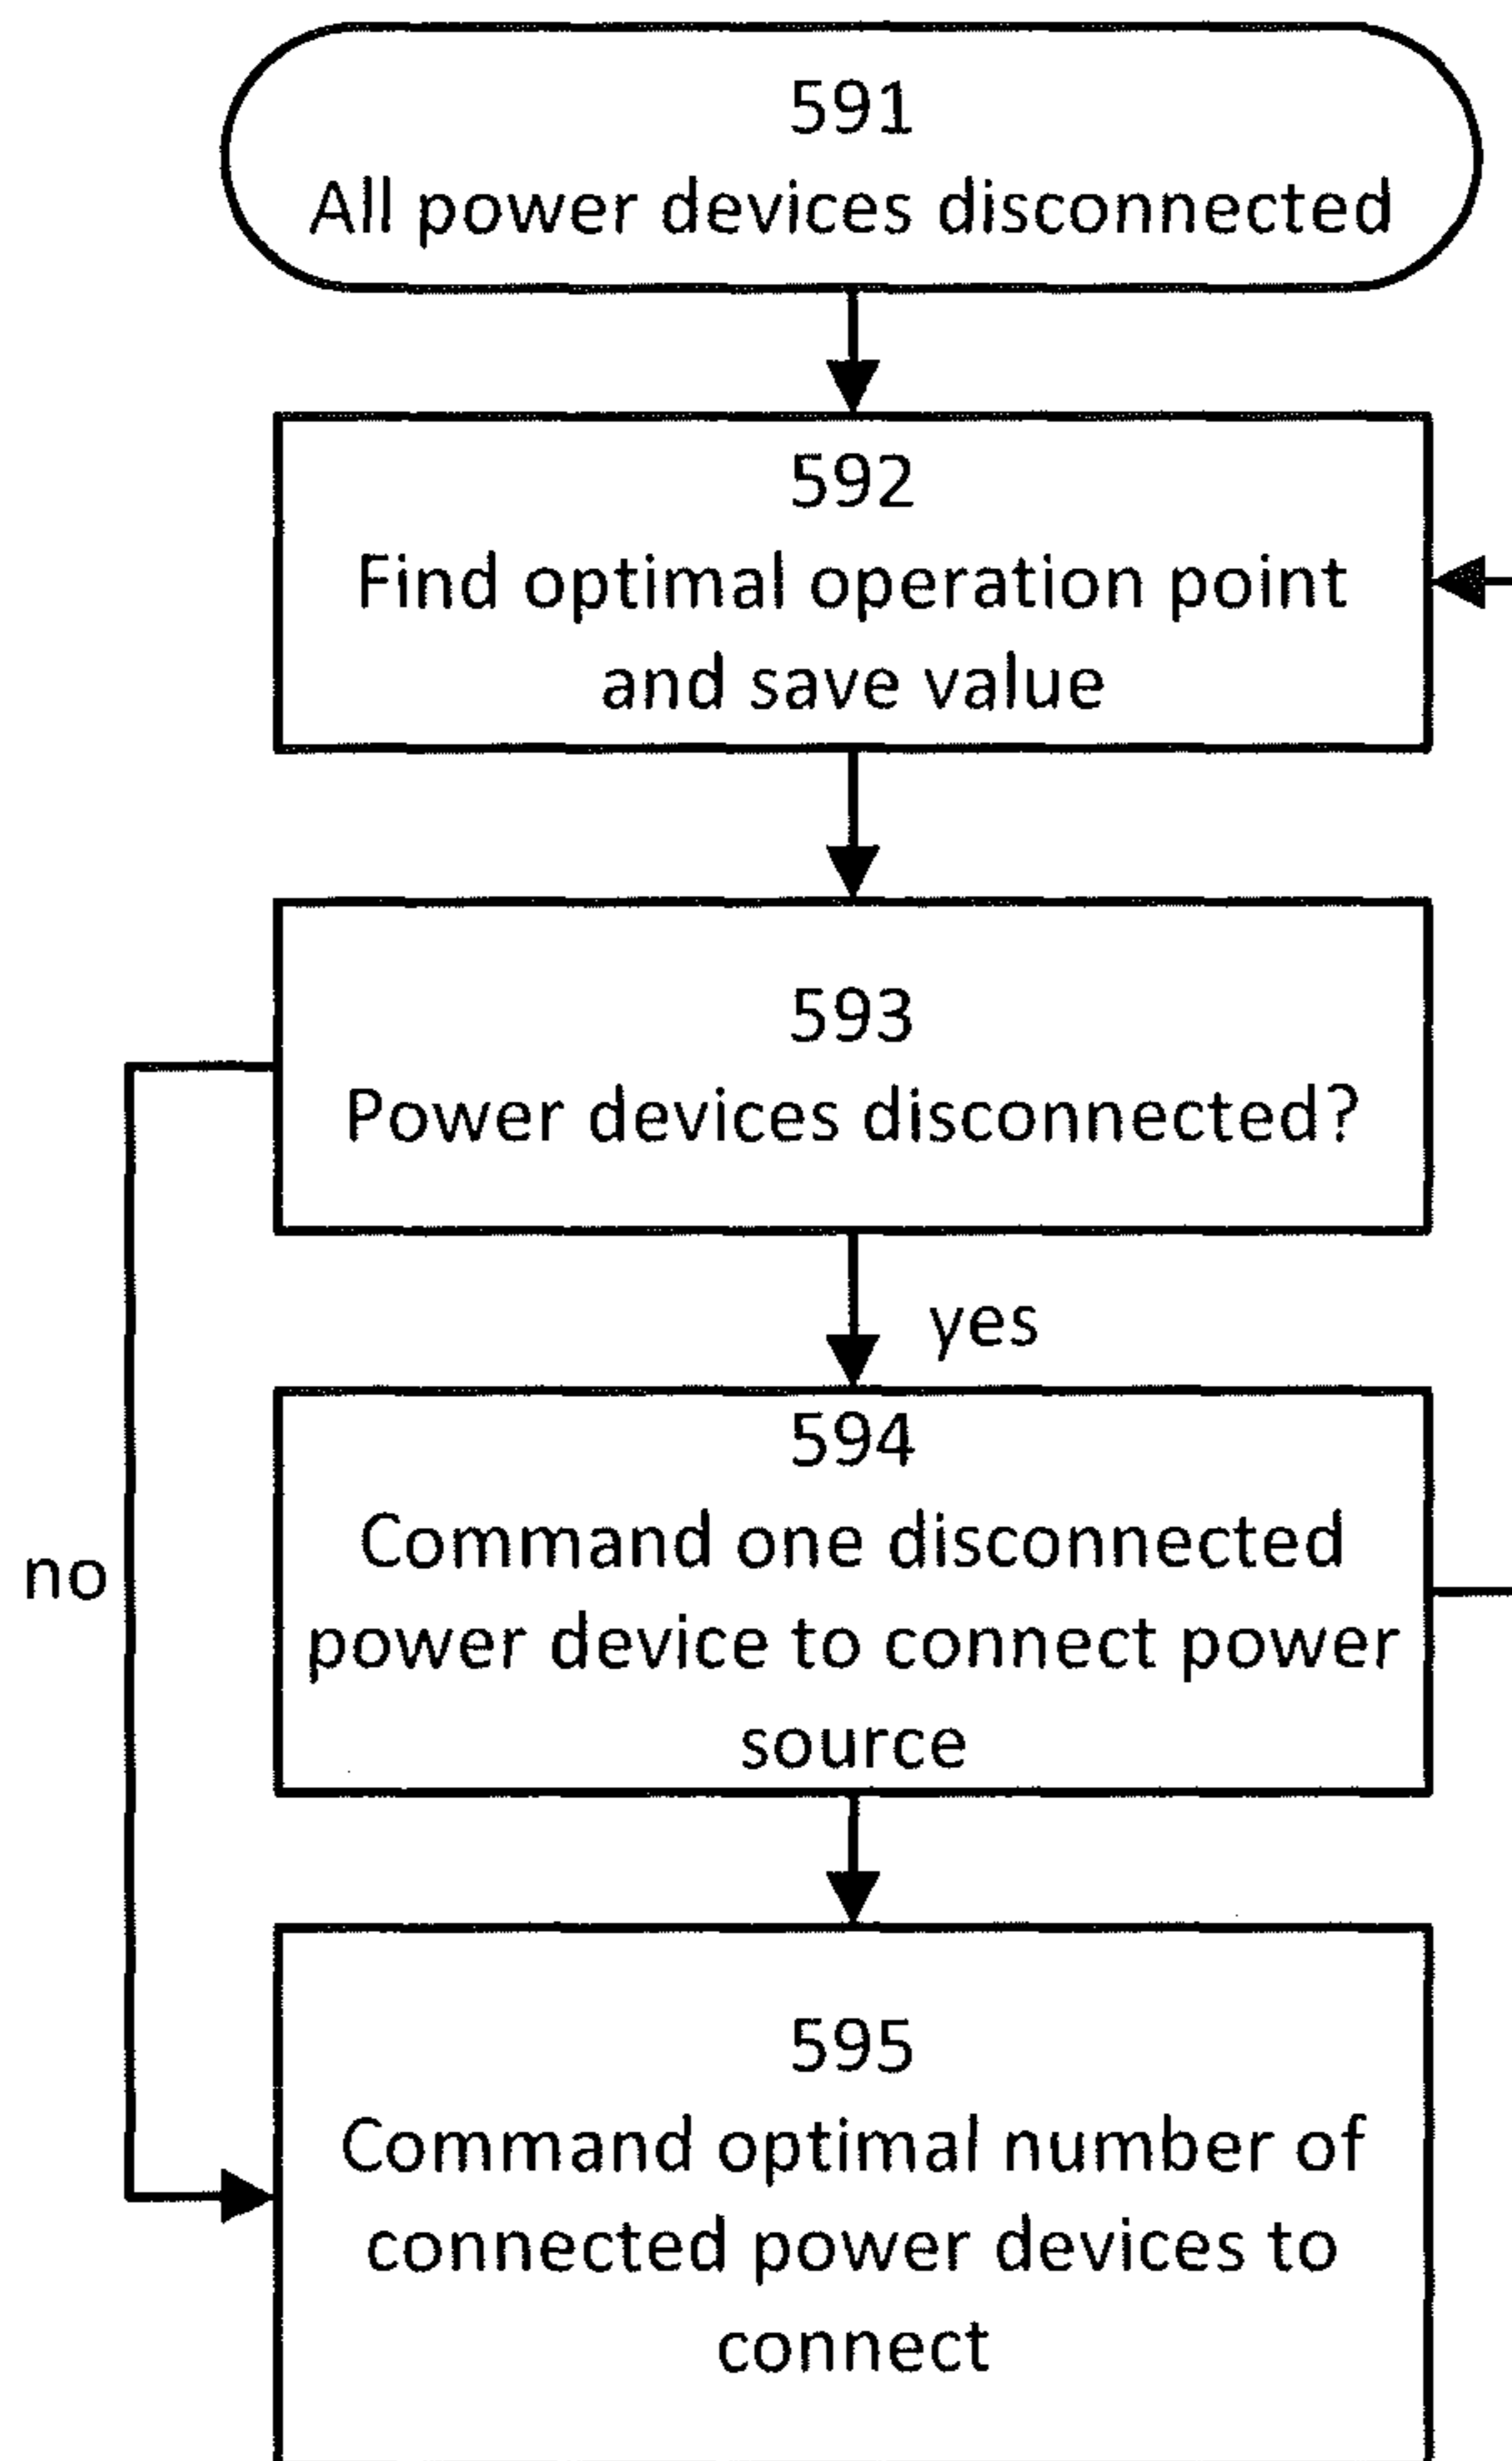 591
All power devices disconnected
592
Find optimal operation point
and save value
593
Power devices disconnected?
yes
594
Command one disconnected
power device to connect power
source
no
595
Command optimal number of
connected power devices to
connect